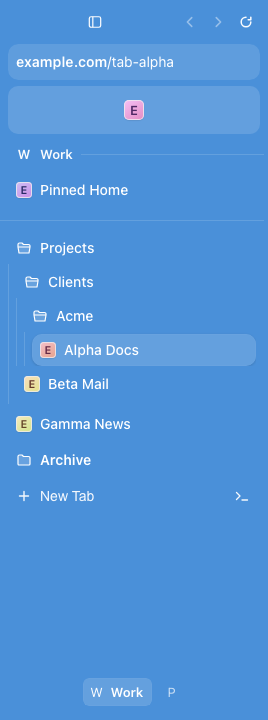 example.com/tab-alpha
E
W Work
E Pinned Home
Projects
Clients
Acme
E Alpha Docs
E Beta Mail
E Gamma News
Archive
New Tab
W Work P